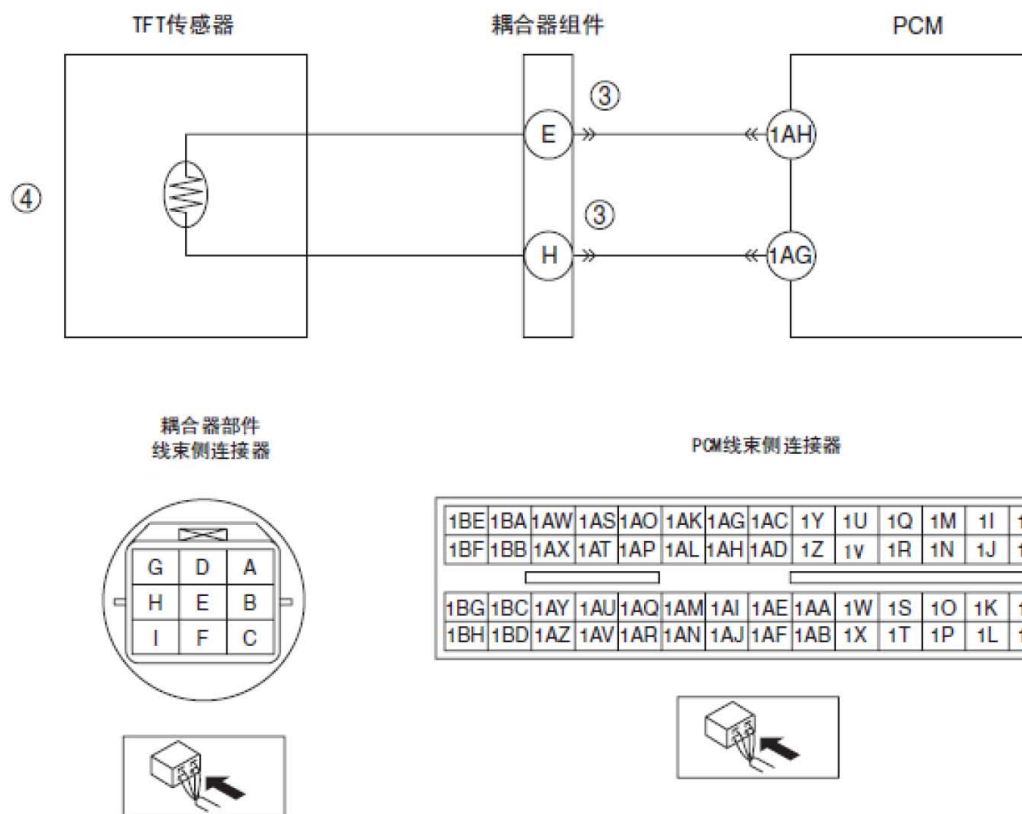 TFT传感器 耦合器组件 PCM
③
E 1AH
④
③
H 1AG
耦合器部件
线束侧连接器
PCM线束侧连接器
G D A
H E B
I F C
1BE 1BA 1AW 1AS 1AO 1AK 1AG 1AC 1Y 1U 1Q 1M 1I
1BF 1BB 1AX 1AT 1AP 1AL 1AH 1AD 1Z 1V 1R 1N 1J
1BG 1BC 1AY 1AU 1AQ 1AM 1AI 1AE 1AA 1W 1S 1O 1K
1BH 1BD 1AZ 1AV 1AR 1AN 1AJ 1AF 1AB 1X 1T 1P 1L